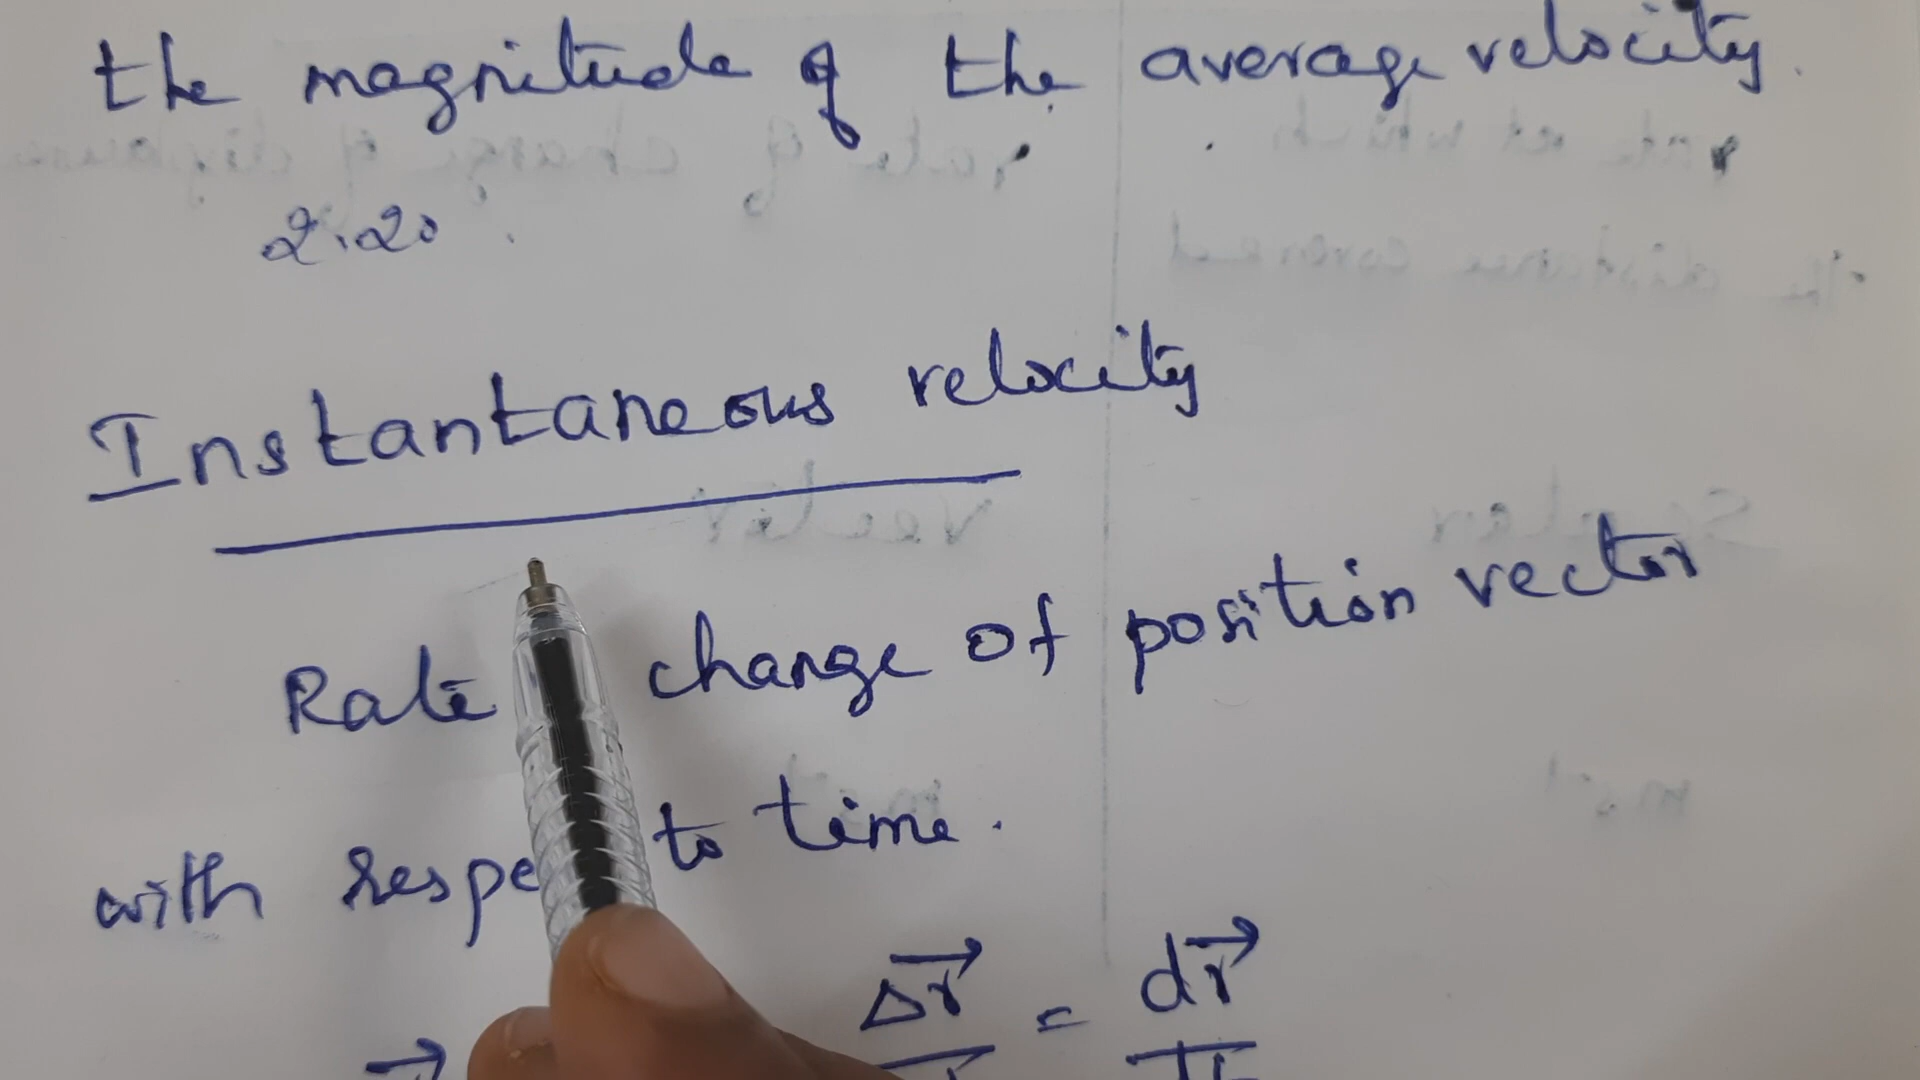 the magnitude of the average velocity.
2.20
Instantaneous velocity
Rate change of position vector
with respe to time.
Δr⃗ = dr⃗